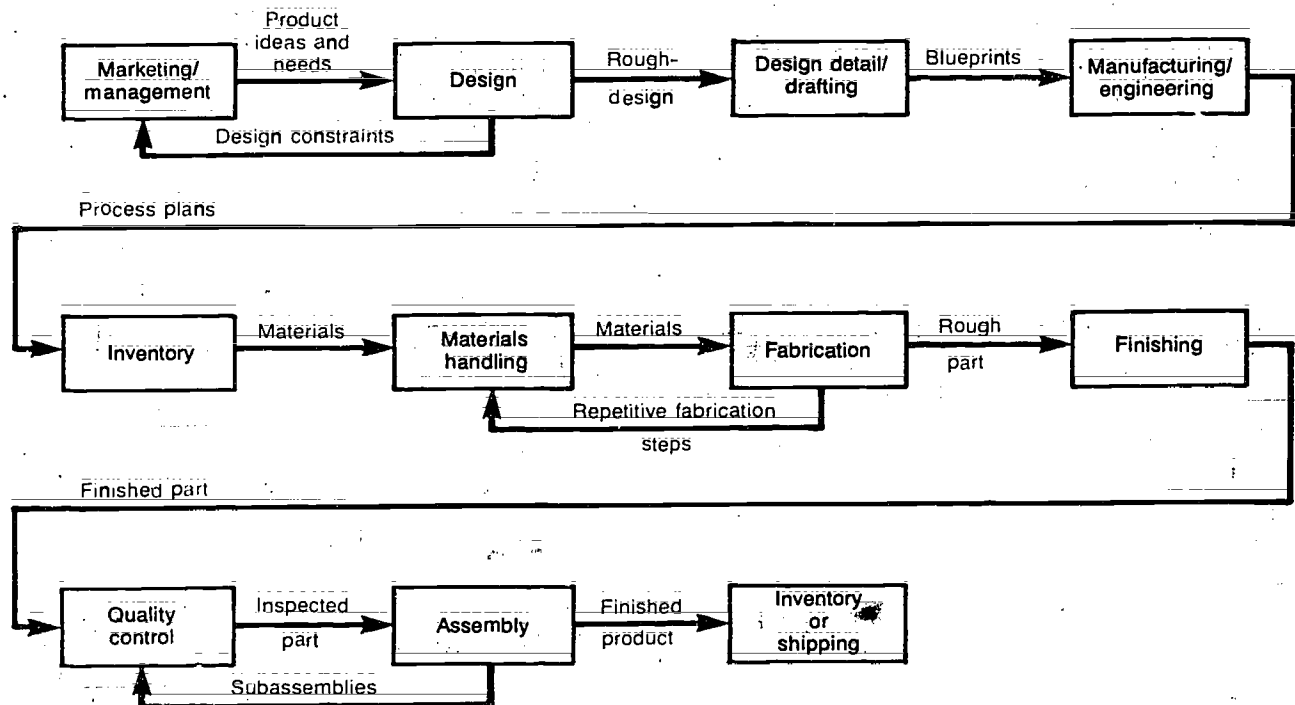 Product
ideas and
needs
Marketing/
management
Design
Rough-
design
Design detail/
drafting
Blueprints
Manufacturing/
engineering
Design constraints
Process plans
Inventory
Materials
Materials
handling
Materials
Fabrication
Rough
part
Finishing
Repetitive fabrication
steps
Finished part
Quality
control
Inspected
part
Assembly
Finished
product
Inventory
or
shipping
Subassemblies